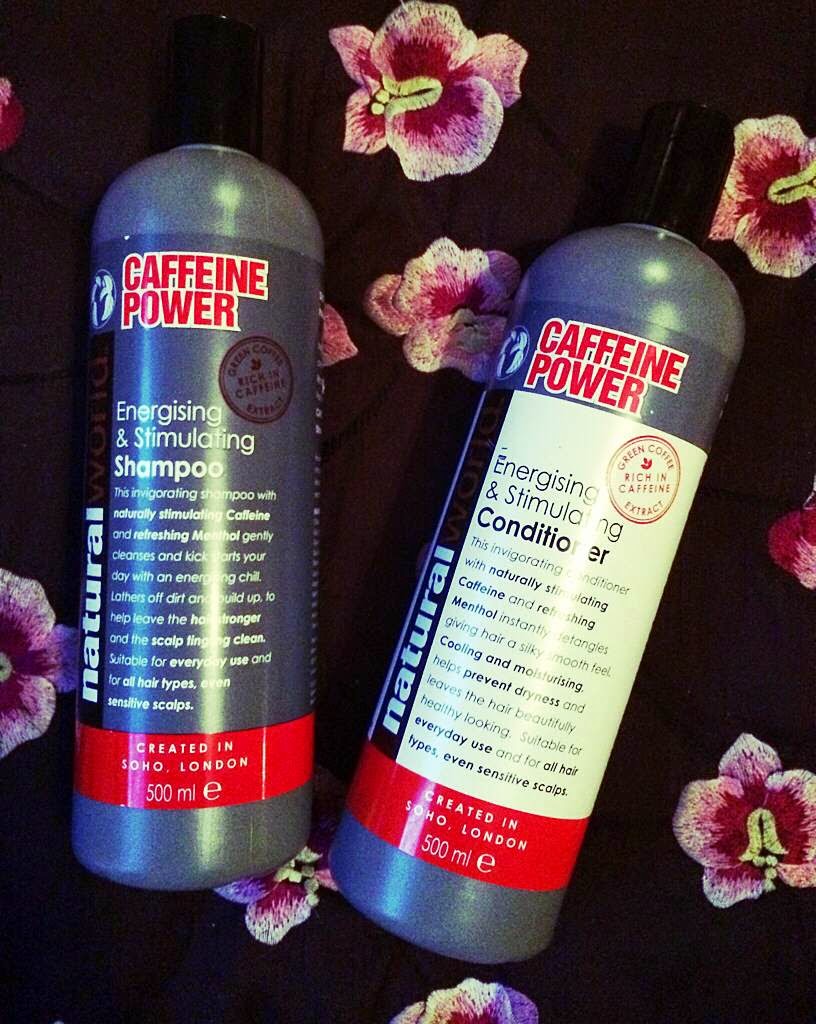 CAFFEINE
POWER
GREEN COFFEE
RICH IN
CAFFEINE
EXTRACT
naturalworld
Energising
& Stimulating
Shampoo
This invigorating shampoo with
naturally stimulating Caffeine
and refreshing Menthol gently
cleanses and kick starts your
day with an energising chill.
Lathers off dirt and build up, to
help leave the hair stronger
and the scalp tingling clean.
Suitable for everyday use and
for all hair types, even
sensitive scalps.
CREATED IN
SOHO, LONDON
500 ml ℮
CAFFEINE
POWER
GREEN COFFEE
RICH IN
CAFFEINE
EXTRACT
naturalworld
Energising
& Stimulating
Conditioner
This invigorating conditioner
with naturally stimulating
Caffeine and refreshing
Menthol instantly detangles
giving hair a silky smooth feel.
Cooling and moisturising,
helps prevent dryness and
leaves the hair beautifully
healthy looking. Suitable for
everyday use and for all hair
types, even sensitive scalps.
CREATED IN
SOHO, LONDON
500 ml ℮